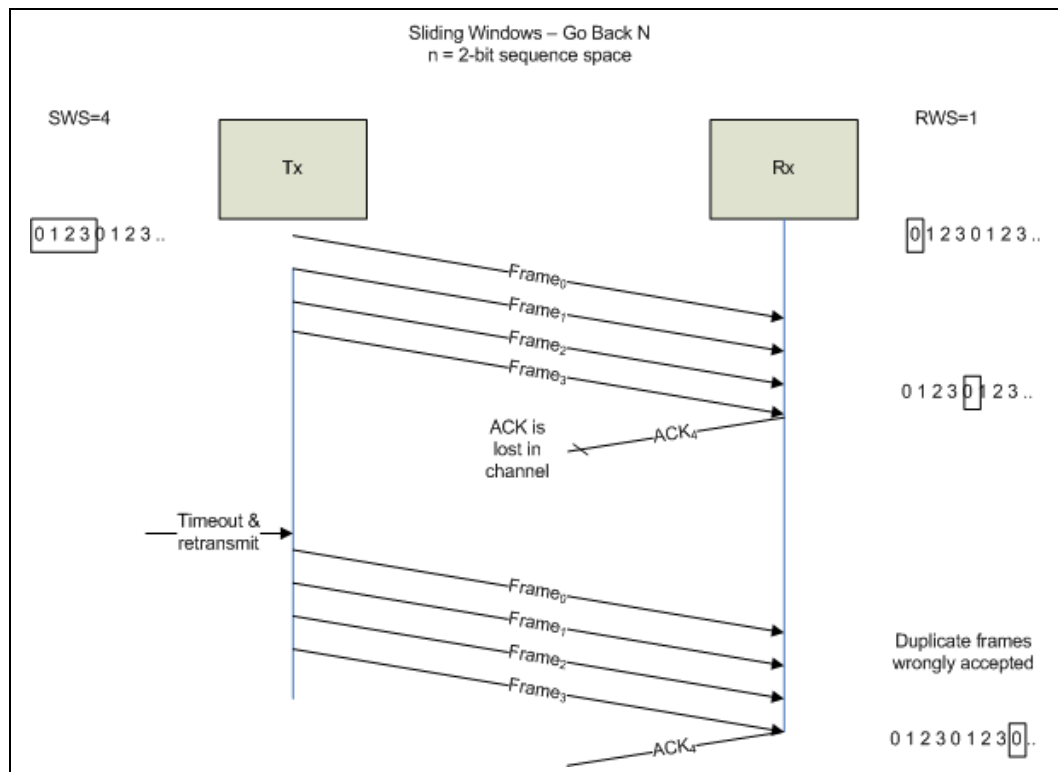 Sliding Windows – Go Back N
n = 2-bit sequence space
SWS=4
RWS=1
Tx
Rx
0 1 2 3 0 1 2 3 ..
0 1 2 3 0 1 2 3 ..
Frame₀
Frame₁
Frame₂
Frame₃
0 1 2 3 0 1 2 3 ..
ACK is
lost in
channel
ACK₄
Timeout &
retransmit
Frame₀
Frame₁
Frame₂
Frame₃
Duplicate frames
wrongly accepted
0 1 2 3 0 1 2 3 0 ..
ACK₄